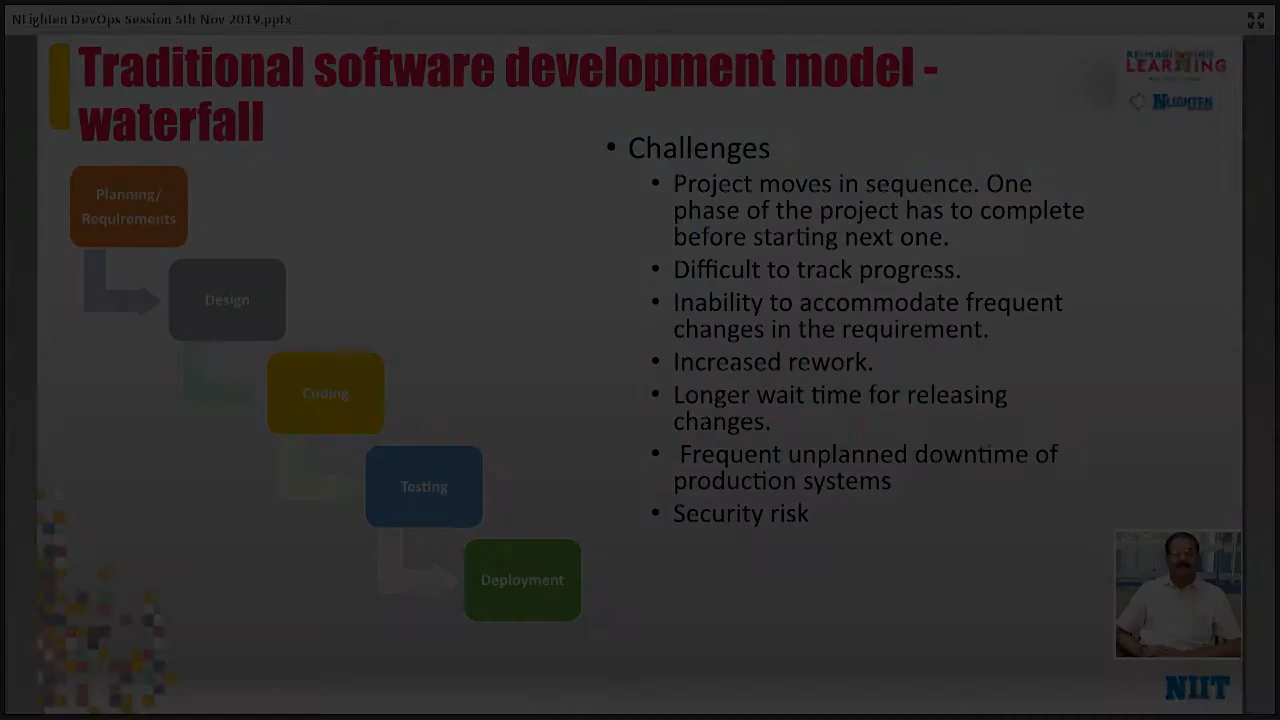 NLighten DevOps Session 5th Nov 2019.pptx
Traditional software development model -
waterfall
REIMAGINING
LEARNING
NLIGHTEN
Planning/
Requirements
Design
Coding
Testing
Deployment
• Challenges
• Project moves in sequence. One
phase of the project has to complete
before starting next one.
• Difficult to track progress.
• Inability to accommodate frequent
changes in the requirement.
• Increased rework.
• Longer wait time for releasing
changes.
• Frequent unplanned downtime of
production systems
• Security risk
NIIT